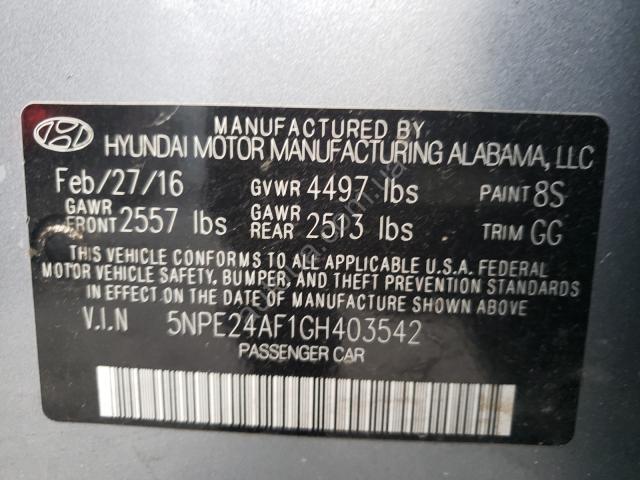 MANUFACTURED BY
HYUNDAI MOTOR MANUFACTURING ALABAMA, LLC
Feb/27/16 GVWR 4497 lbs PAINT 8S
GAWR FRONT 2557 lbs GAWR REAR 2513 lbs TRIM GG
THIS VEHICLE CONFORMS TO ALL APPLICABLE U.S.A. FEDERAL
MOTOR VEHICLE SAFETY, BUMPER, AND THEFT PREVENTION
STANDARDS IN EFFECT ON THE DATE OF MANUFACTURE SHOWN ABOVE
V.I.N 5NPE24AF1GH403542
PASSENGER CAR